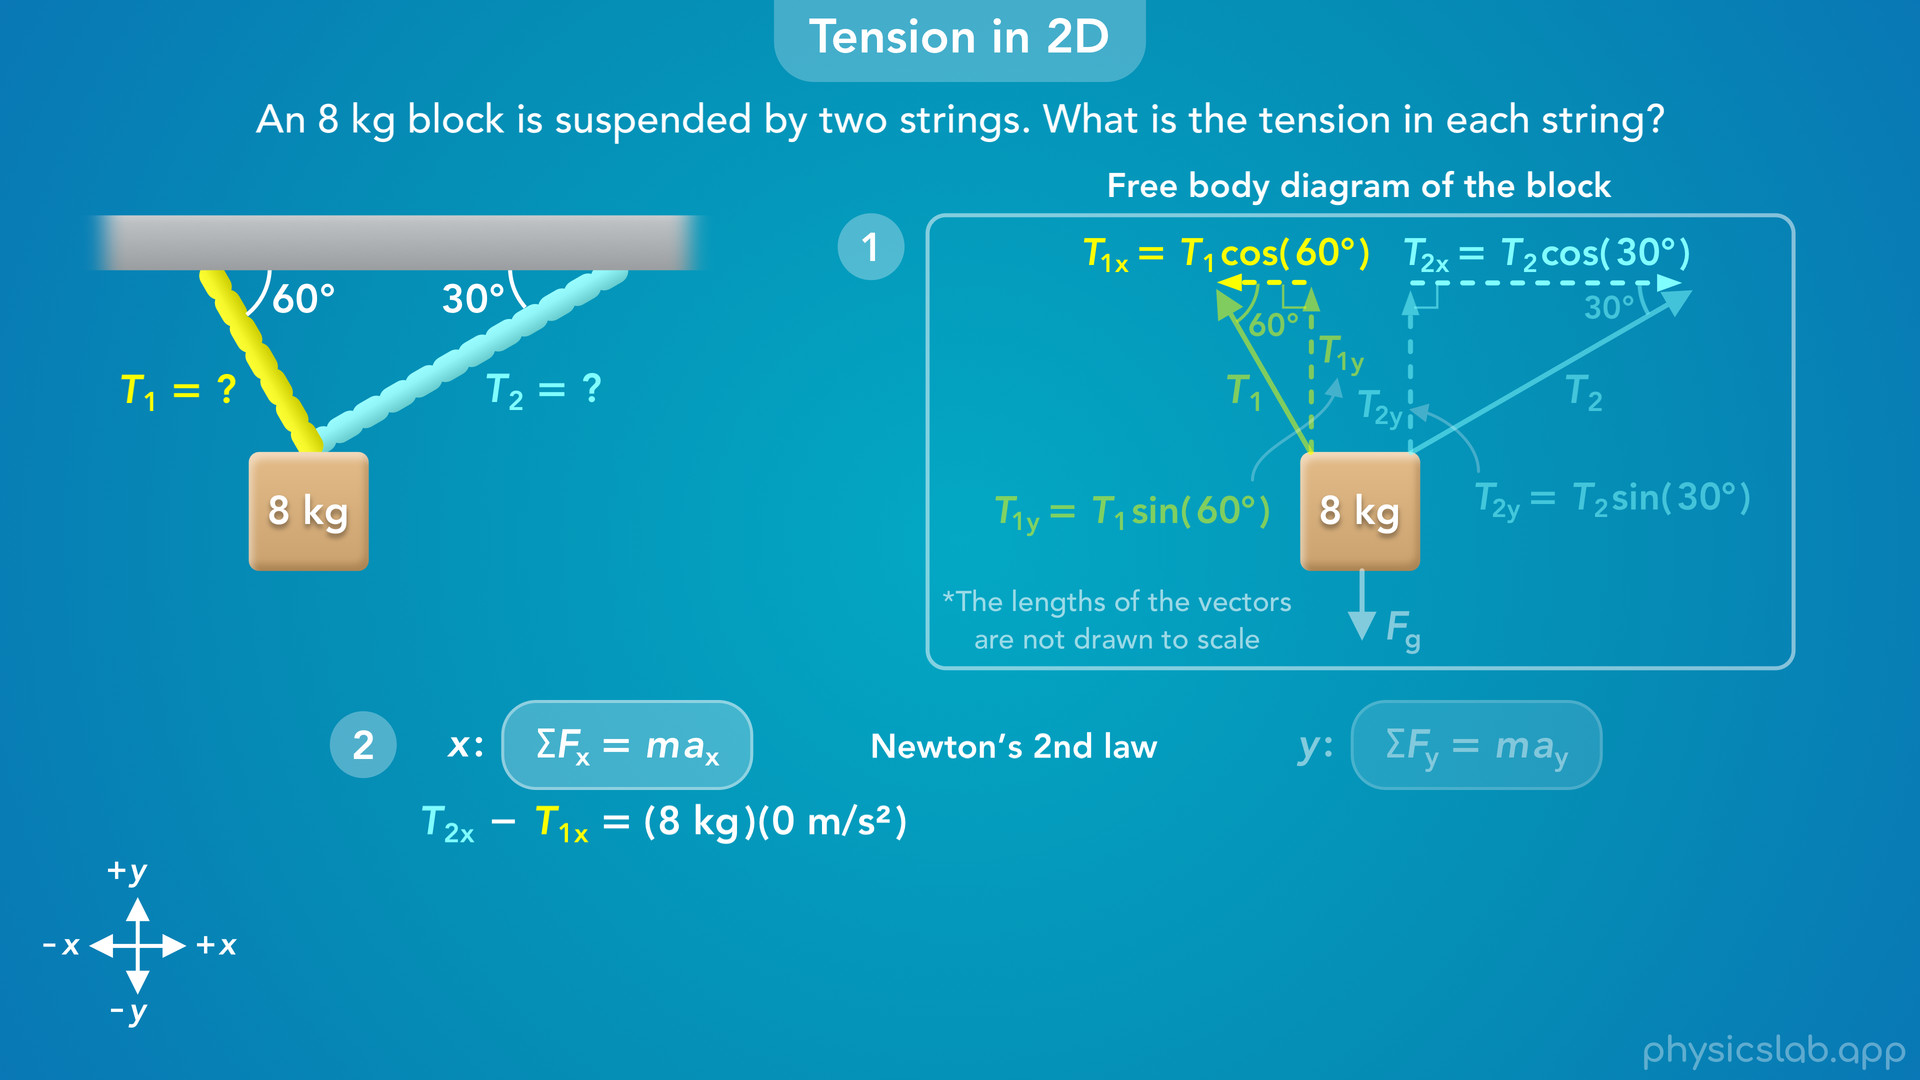 Tension in 2D
An 8 kg block is suspended by two strings. What is the tension in each string?
60°
30°
T₁ = ?
T₂ = ?
8 kg
1
Free body diagram of the block
T₁ₓ = T₁cos(60°)
T₂ₓ = T₂cos(30°)
60°
30°
T₁y
T₁
T₂y
T₂
T₁y = T₁sin(60°)
8 kg
T₂y = T₂sin(30°)
*The lengths of the vectors
are not drawn to scale
Fg
2
x: ΣFₓ = maₓ
Newton’s 2nd law
y: ΣFy = may
T₂ₓ − T₁ₓ = (8 kg)(0 m/s²)
+y
−x
+x
−y
physicslab.app